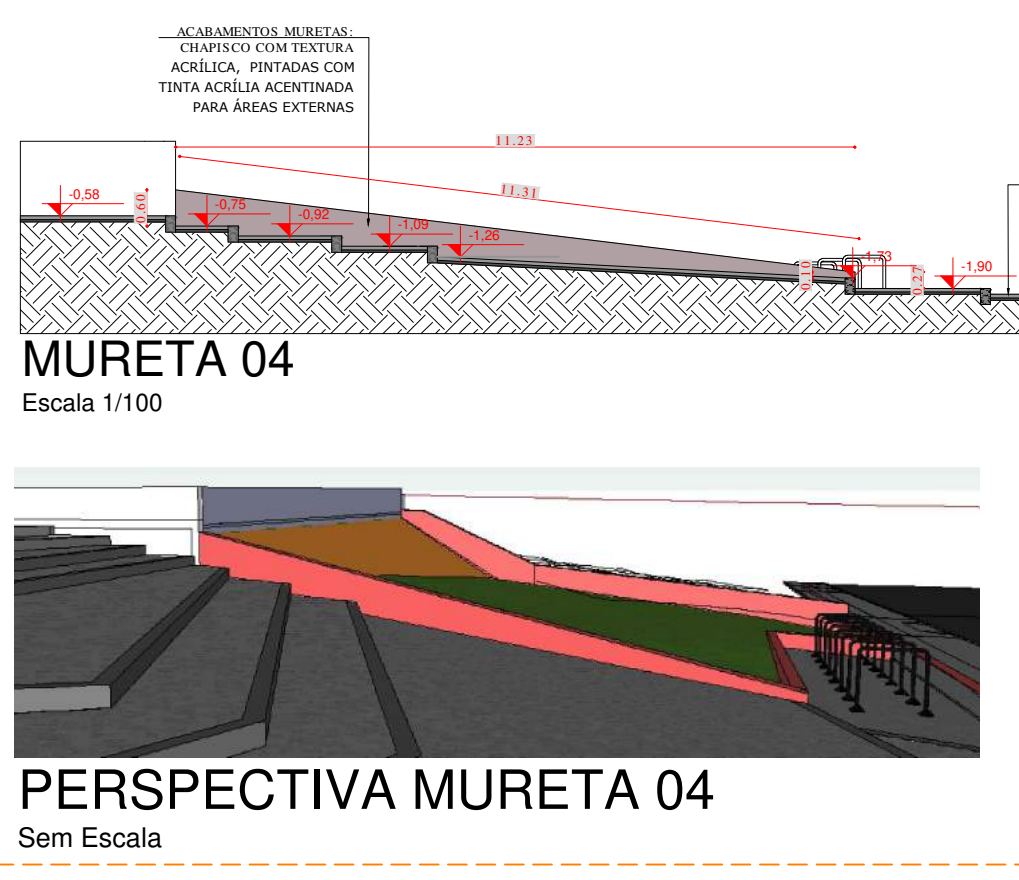 ACABAMENTOS MURETAS:
CHAPISCO COM TEXTURA
ACRÍLICA, PINTADAS COM
TINTA ACRÍLIA ACENTINADA
PARA ÁREAS EXTERNAS
11.23
11.31
-0,58
0.60
-0,75
-0,92
-1,09
-1,26
0.10
-1,73
0.27
-1,90
MURETA 04
Escala 1/100
PERSPECTIVA MURETA 04
Sem Escala